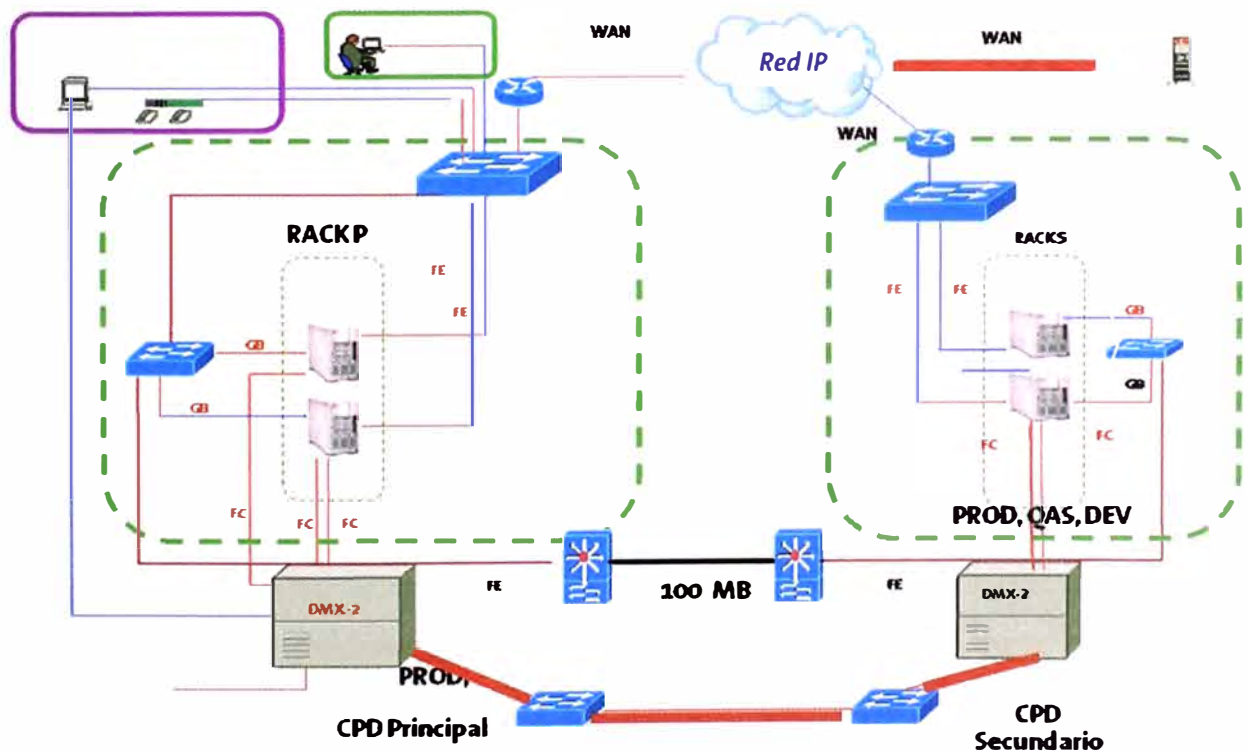 WAN
Red IP
WAN
WAN
RACKP
RACKS
FE
FE
FE
FE
GB
GB
GB
GB
FC
FC
FC
FC
FC
PROD, QAS, DEV
FE
100 MB
FE
DMX-2
DMX-2
PROD,
CPD Principal
CPD
Secundario